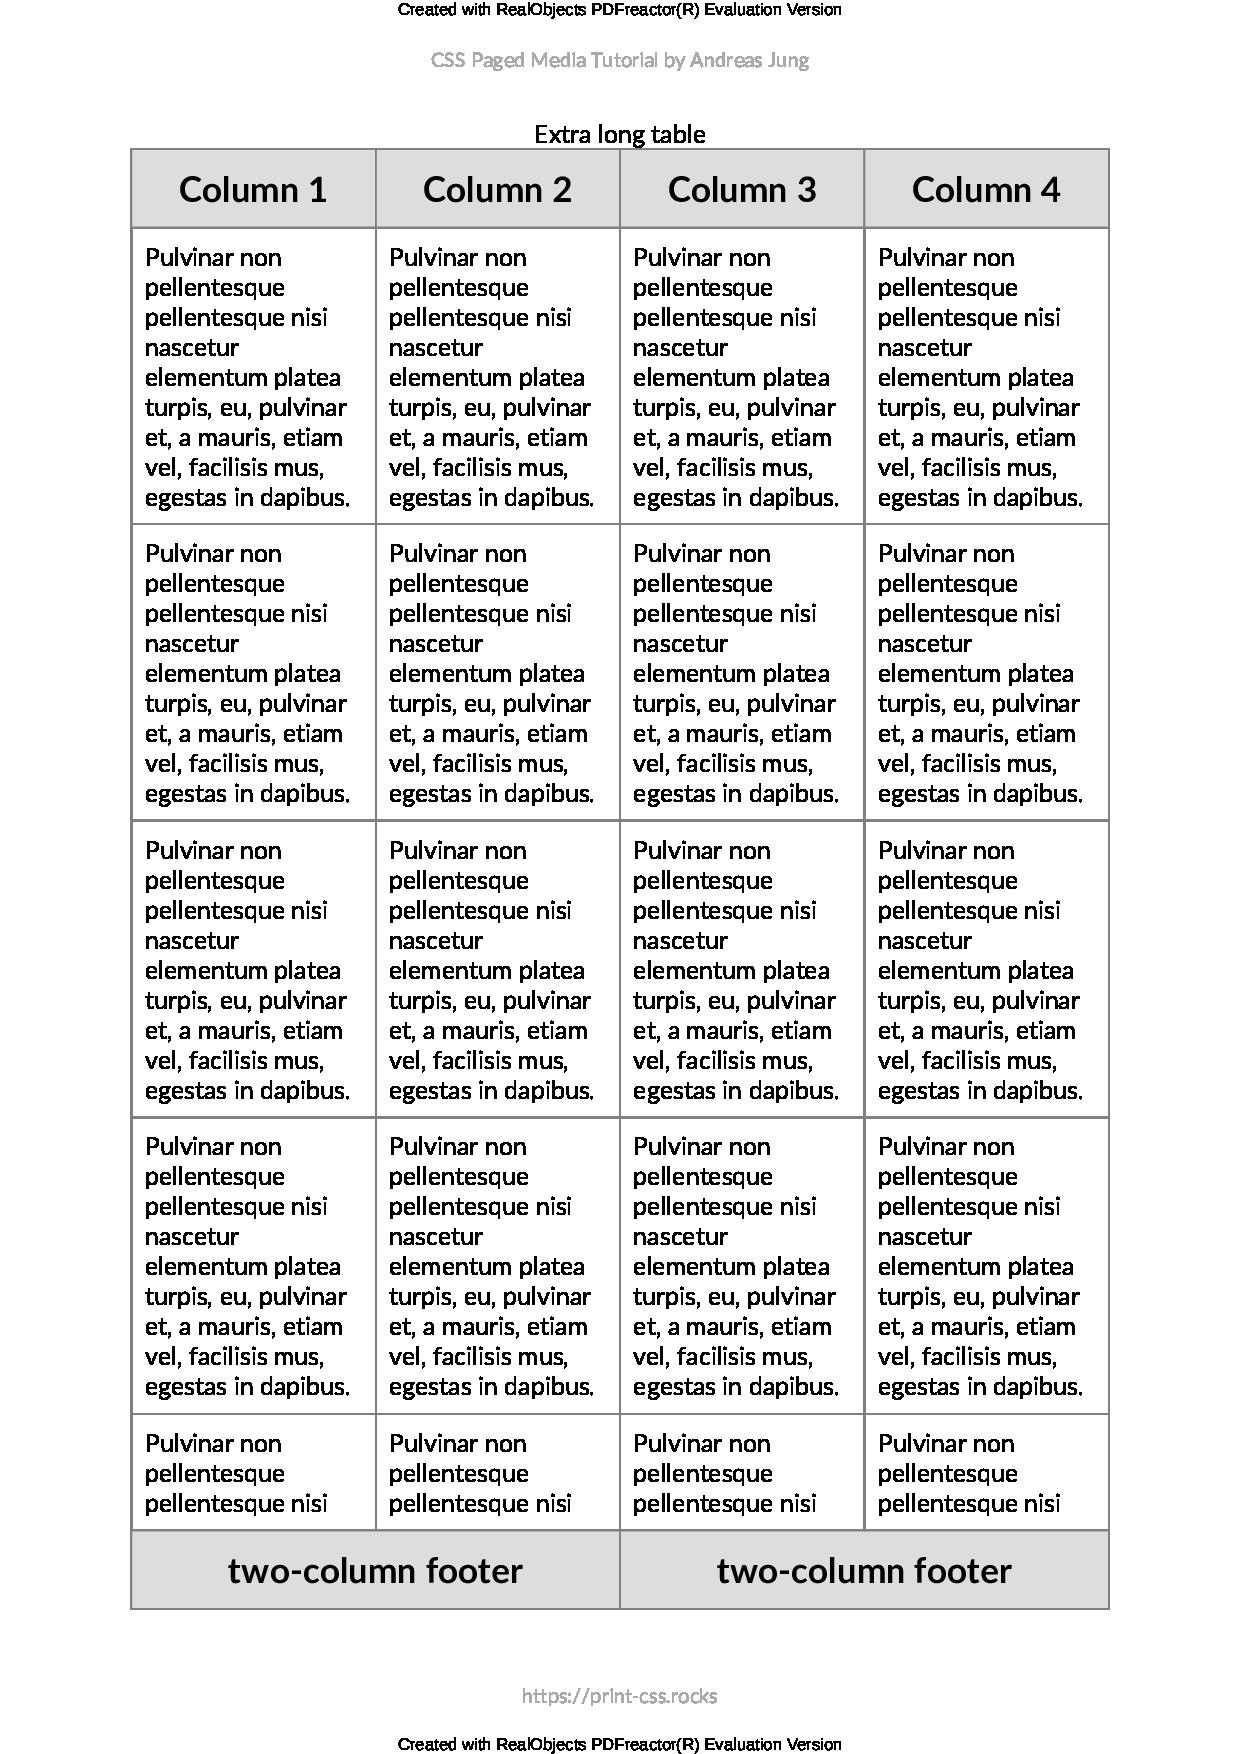 Created with RealObjects PDFreactor(R) Evaluation Version
CSS Paged Media Tutorial by Andreas Jung
Extra long table
Column 1 Column 2 Column 3 Column 4
Pulvinar non Pulvinar non Pulvinar non Pulvinar non
pellentesque pellentesque pellentesque pellentesque
pellentesque nisi pellentesque nisi pellentesque nisi pellentesque nisi
nascetur nascetur nascetur nascetur
elementum platea elementum platea elementum platea elementum platea
turpis, eu, pulvinar turpis, eu, pulvinar turpis, eu, pulvinar turpis, eu, pulvinar
et, a mauris, etiam et, a mauris, etiam et, a mauris, etiam et, a mauris, etiam
vel, facilisis mus, vel, facilisis mus, vel, facilisis mus, vel, facilisis mus,
egestas in dapibus. egestas in dapibus. egestas in dapibus. egestas in dapibus.
Pulvinar non Pulvinar non Pulvinar non Pulvinar non
pellentesque pellentesque pellentesque pellentesque
pellentesque nisi pellentesque nisi pellentesque nisi pellentesque nisi
nascetur nascetur nascetur nascetur
elementum platea elementum platea elementum platea elementum platea
turpis, eu, pulvinar turpis, eu, pulvinar turpis, eu, pulvinar turpis, eu, pulvinar
et, a mauris, etiam et, a mauris, etiam et, a mauris, etiam et, a mauris, etiam
vel, facilisis mus, vel, facilisis mus, vel, facilisis mus, vel, facilisis mus,
egestas in dapibus. egestas in dapibus. egestas in dapibus. egestas in dapibus.
Pulvinar non Pulvinar non Pulvinar non Pulvinar non
pellentesque pellentesque pellentesque pellentesque
pellentesque nisi pellentesque nisi pellentesque nisi pellentesque nisi
nascetur nascetur nascetur nascetur
elementum platea elementum platea elementum platea elementum platea
turpis, eu, pulvinar turpis, eu, pulvinar turpis, eu, pulvinar turpis, eu, pulvinar
et, a mauris, etiam et, a mauris, etiam et, a mauris, etiam et, a mauris, etiam
vel, facilisis mus, vel, facilisis mus, vel, facilisis mus, vel, facilisis mus,
egestas in dapibus. egestas in dapibus. egestas in dapibus. egestas in dapibus.
Pulvinar non Pulvinar non Pulvinar non Pulvinar non
pellentesque pellentesque pellentesque pellentesque
pellentesque nisi pellentesque nisi pellentesque nisi pellentesque nisi
nascetur nascetur nascetur nascetur
elementum platea elementum platea elementum platea elementum platea
turpis, eu, pulvinar turpis, eu, pulvinar turpis, eu, pulvinar turpis, eu, pulvinar
et, a mauris, etiam et, a mauris, etiam et, a mauris, etiam et, a mauris, etiam
vel, facilisis mus, vel, facilisis mus, vel, facilisis mus, vel, facilisis mus,
egestas in dapibus. egestas in dapibus. egestas in dapibus. egestas in dapibus.
Pulvinar non Pulvinar non Pulvinar non Pulvinar non
pellentesque pellentesque pellentesque pellentesque
pellentesque nisi pellentesque nisi pellentesque nisi pellentesque nisi
two-column footer two-column footer
https://print-css.rocks
Created with RealObjects PDFreactor(R) Evaluation Version